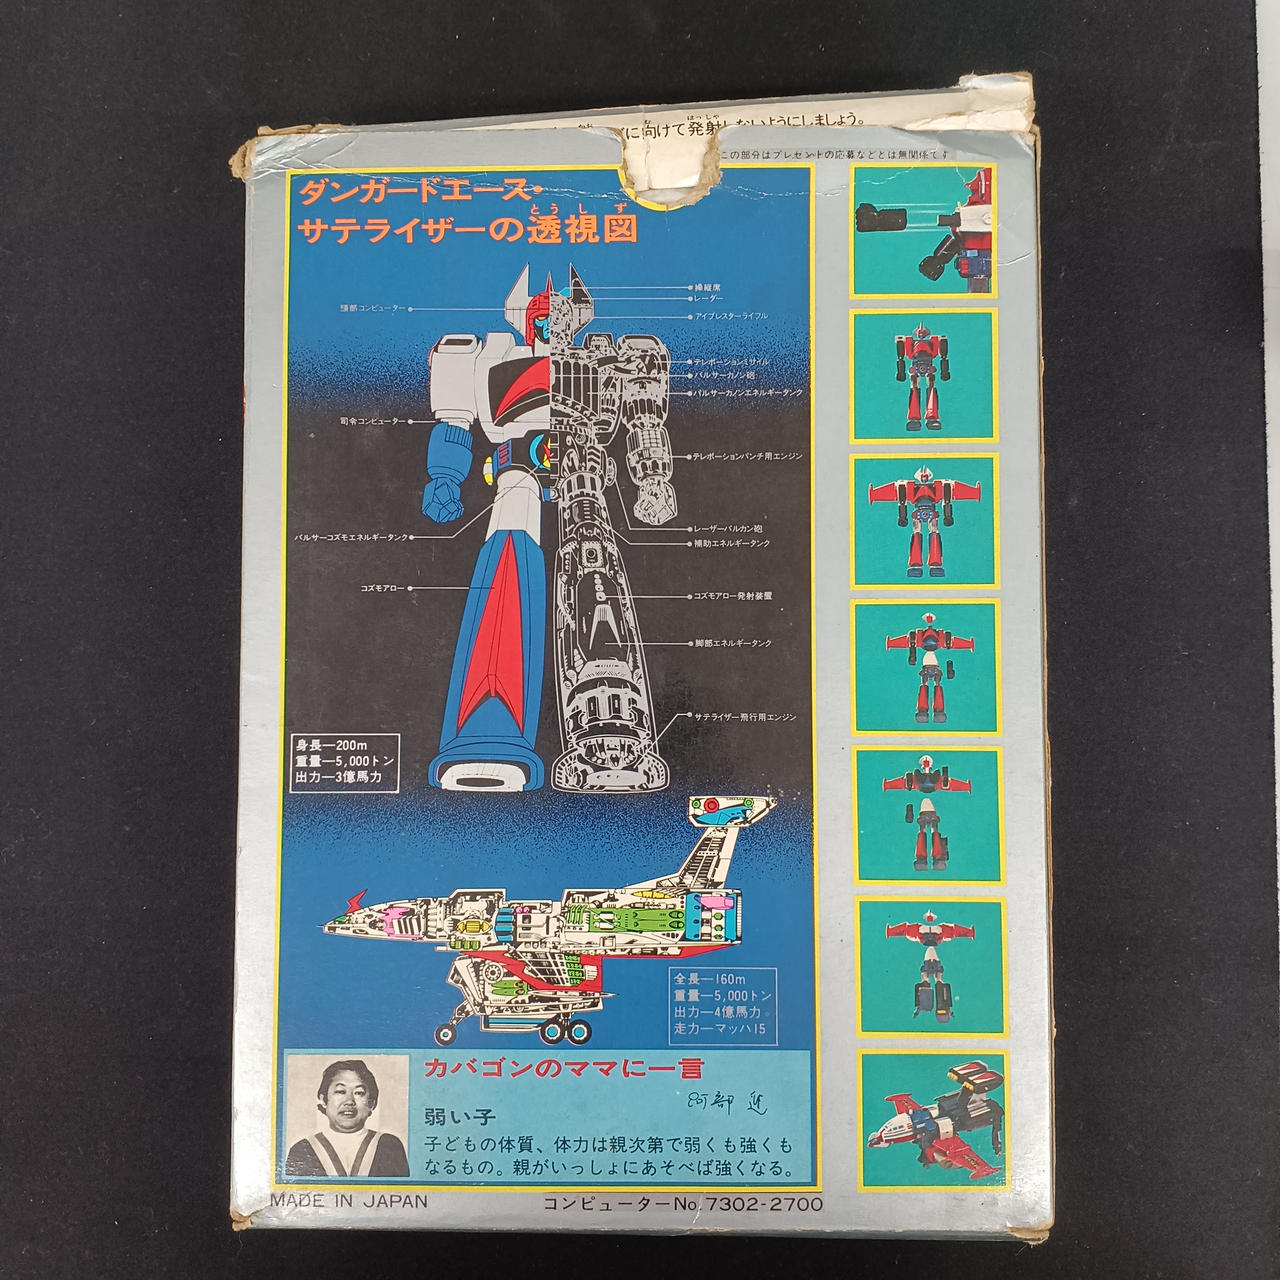 に向けて発射しないようにしましょう。
はっしゃ
この部分はプレゼントの応募などとは無関係です
ダンガードエース・
とうしず
サテライザーの透視図
操縦席
レーダー
頭部コンピューター
アイブレスターライフル
テレポーションミサイル
パルサーカノン砲
パルサーカノンエネルギータンク
司令コンピューター
テレポーションパンチ用エンジン
レーザーバルカン砲
パルサーコズモエネルギータンク
補助エネルギータンク
コズモアロー
コズモアロー発射装置
脚部エネルギータンク
サテライザー飛行用エンジン
身長—200m
重量—5,000トン
出力—3億馬力
全長—160m
重量—5,000トン
出力—4億馬力
走力—マッハ15
カバゴンのママに一言
阿部 進
弱い子
子どもの体質、体力は親次第で弱くも強くも
なるもの。親がいっしょにあそべば強くなる。
MADE IN JAPAN
コンピューターNo.7302-2700